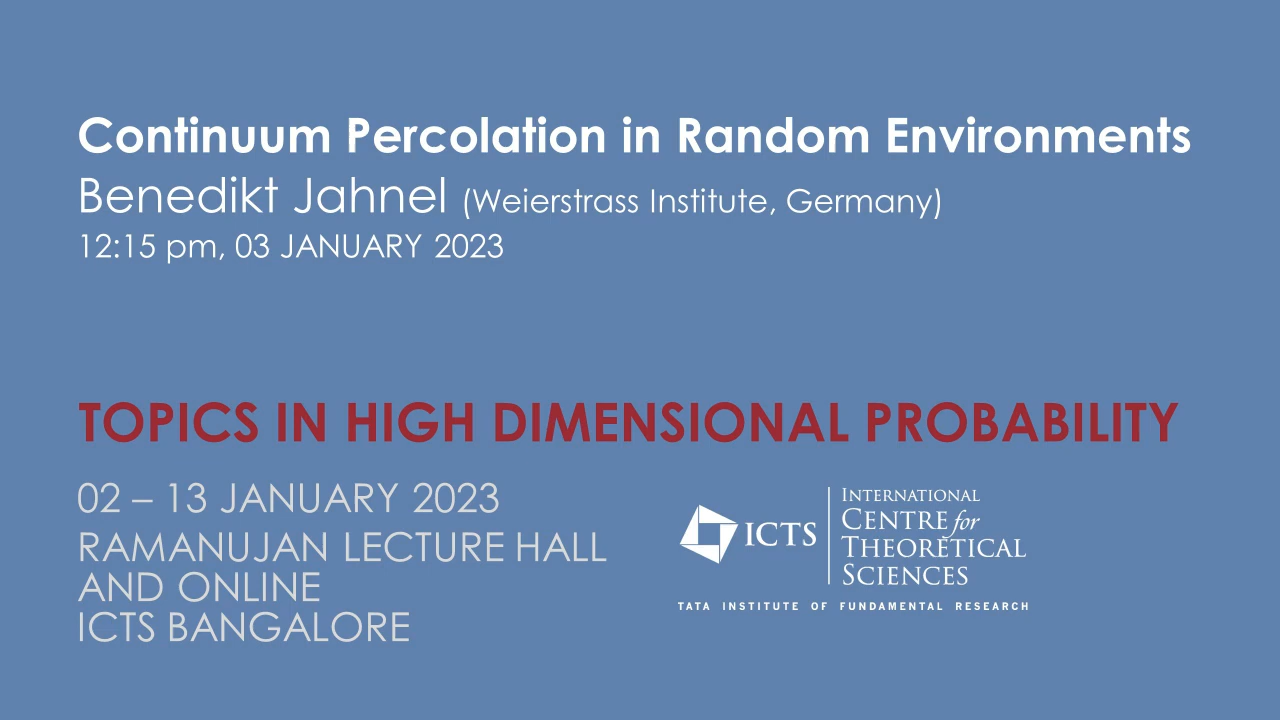 Continuum Percolation in Random Environments
Benedikt Jahnel (Weierstrass Institute, Germany)
12:15 pm, 03 JANUARY 2023
TOPICS IN HIGH DIMENSIONAL PROBABILITY
02 – 13 JANUARY 2023
RAMANUJAN LECTURE HALL
AND ONLINE
ICTS BANGALORE
ICTS
INTERNATIONAL
CENTRE for
THEORETICAL
SCIENCES
TATA INSTITUTE OF FUNDAMENTAL RESEARCH